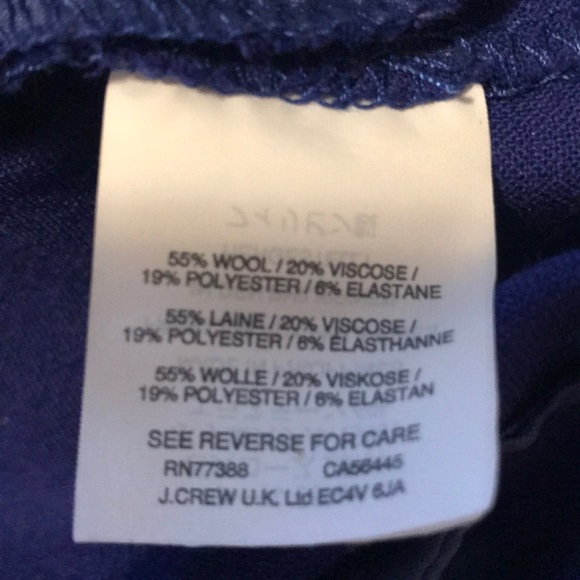 55% WOOL / 20% VISCOSE /
19% POLYESTER / 6% ELASTANE
55% LAINE / 20% VISCOSE /
19% POLYESTER / 6% ÉLASTHANNE
55% WOLLE / 20% VISKOSE /
19% POLYESTER / 6% ELASTAN
SEE REVERSE FOR CARE
RN77388 CA56445
J.CREW U.K. Ltd EC4V 6JA